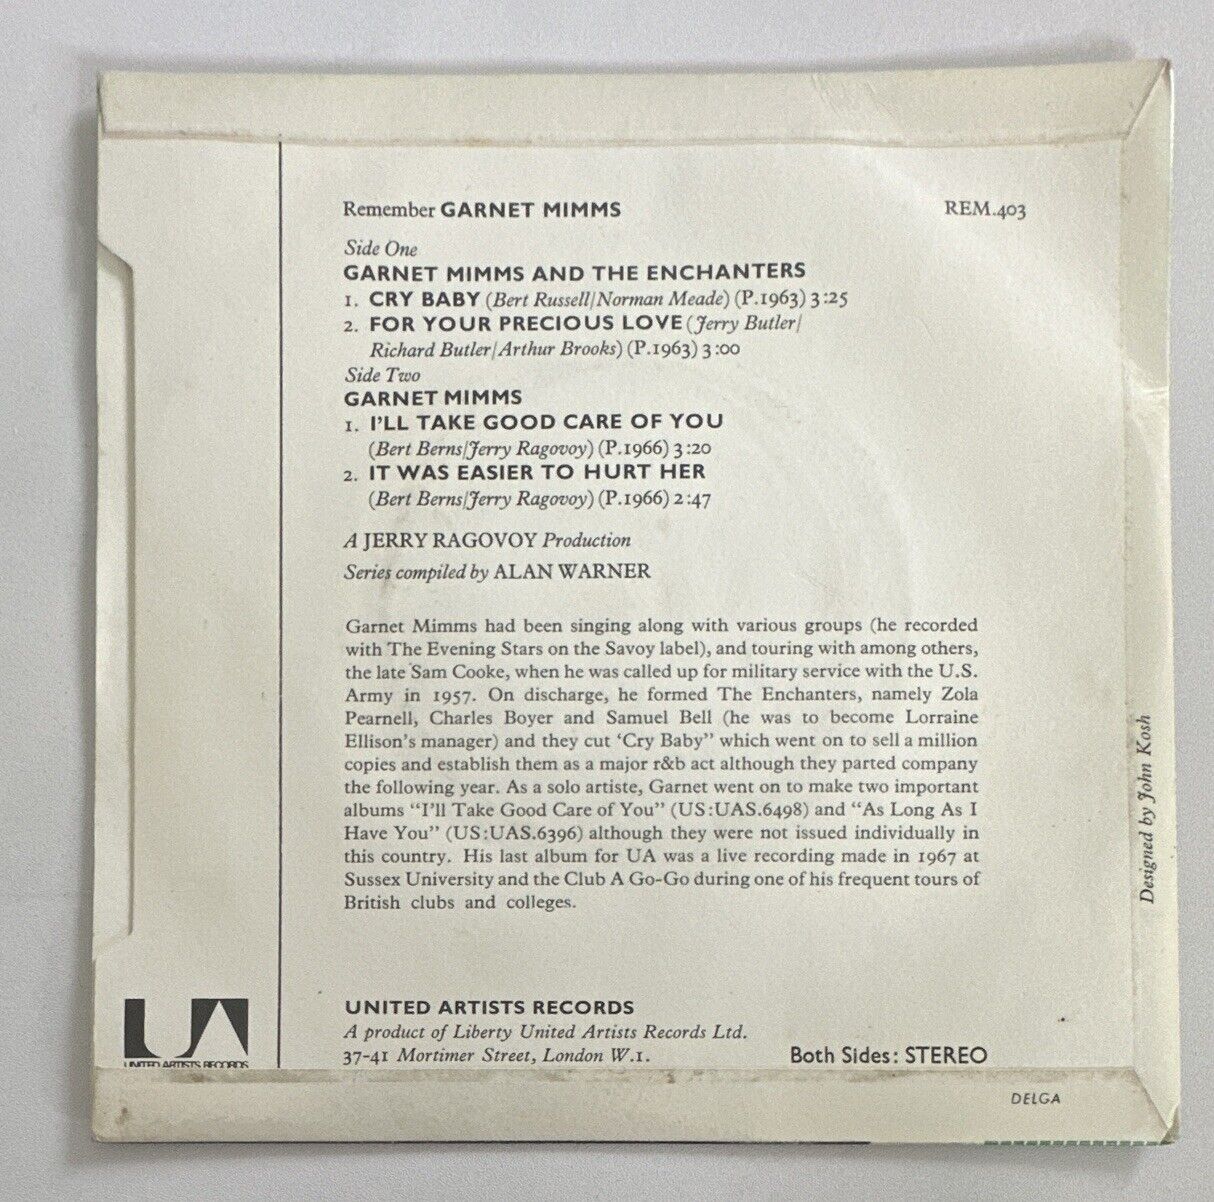 Remember GARNET MIMMS REM.403
Side One
GARNET MIMMS AND THE ENCHANTERS
1. CRY BABY (Bert Russell/Norman Meade) (P.1963) 3:25
2. FOR YOUR PRECIOUS LOVE (Jerry Butler/
Richard Butler/Arthur Brooks) (P.1963) 3:00
Side Two
GARNET MIMMS
1. I'LL TAKE GOOD CARE OF YOU
(Bert Berns/Jerry Ragovoy) (P.1966) 3:20
2. IT WAS EASIER TO HURT HER
(Bert Berns/Jerry Ragovoy) (P.1966) 2:47
A JERRY RAGOVOY Production
Series compiled by ALAN WARNER
Garnet Mimms had been singing along with various groups (he recorded
with The Evening Stars on the Savoy label), and touring with among others,
the late Sam Cooke, when he was called up for military service with the U.S.
Army in 1957. On discharge, he formed The Enchanters, namely Zola
Pearnell, Charles Boyer and Samuel Bell (he was to become Lorraine
Ellison's manager) and they cut 'Cry Baby" which went on to sell a million
copies and establish them as a major r&b act although they parted company
the following year. As a solo artiste, Garnet went on to make two important
albums "I'll Take Good Care of You" (US:UAS.6498) and "As Long As I
Have You" (US:UAS.6396) although they were not issued individually in
this country. His last album for UA was a live recording made in 1967 at
Sussex University and the Club A Go-Go during one of his frequent tours of
British clubs and colleges.
Designed by John Kosh
UA
UNITED ARTISTS RECORDS
UNITED ARTISTS RECORDS
A product of Liberty United Artists Records Ltd.
37-41 Mortimer Street, London W.1.
Both Sides: STEREO
DELGA